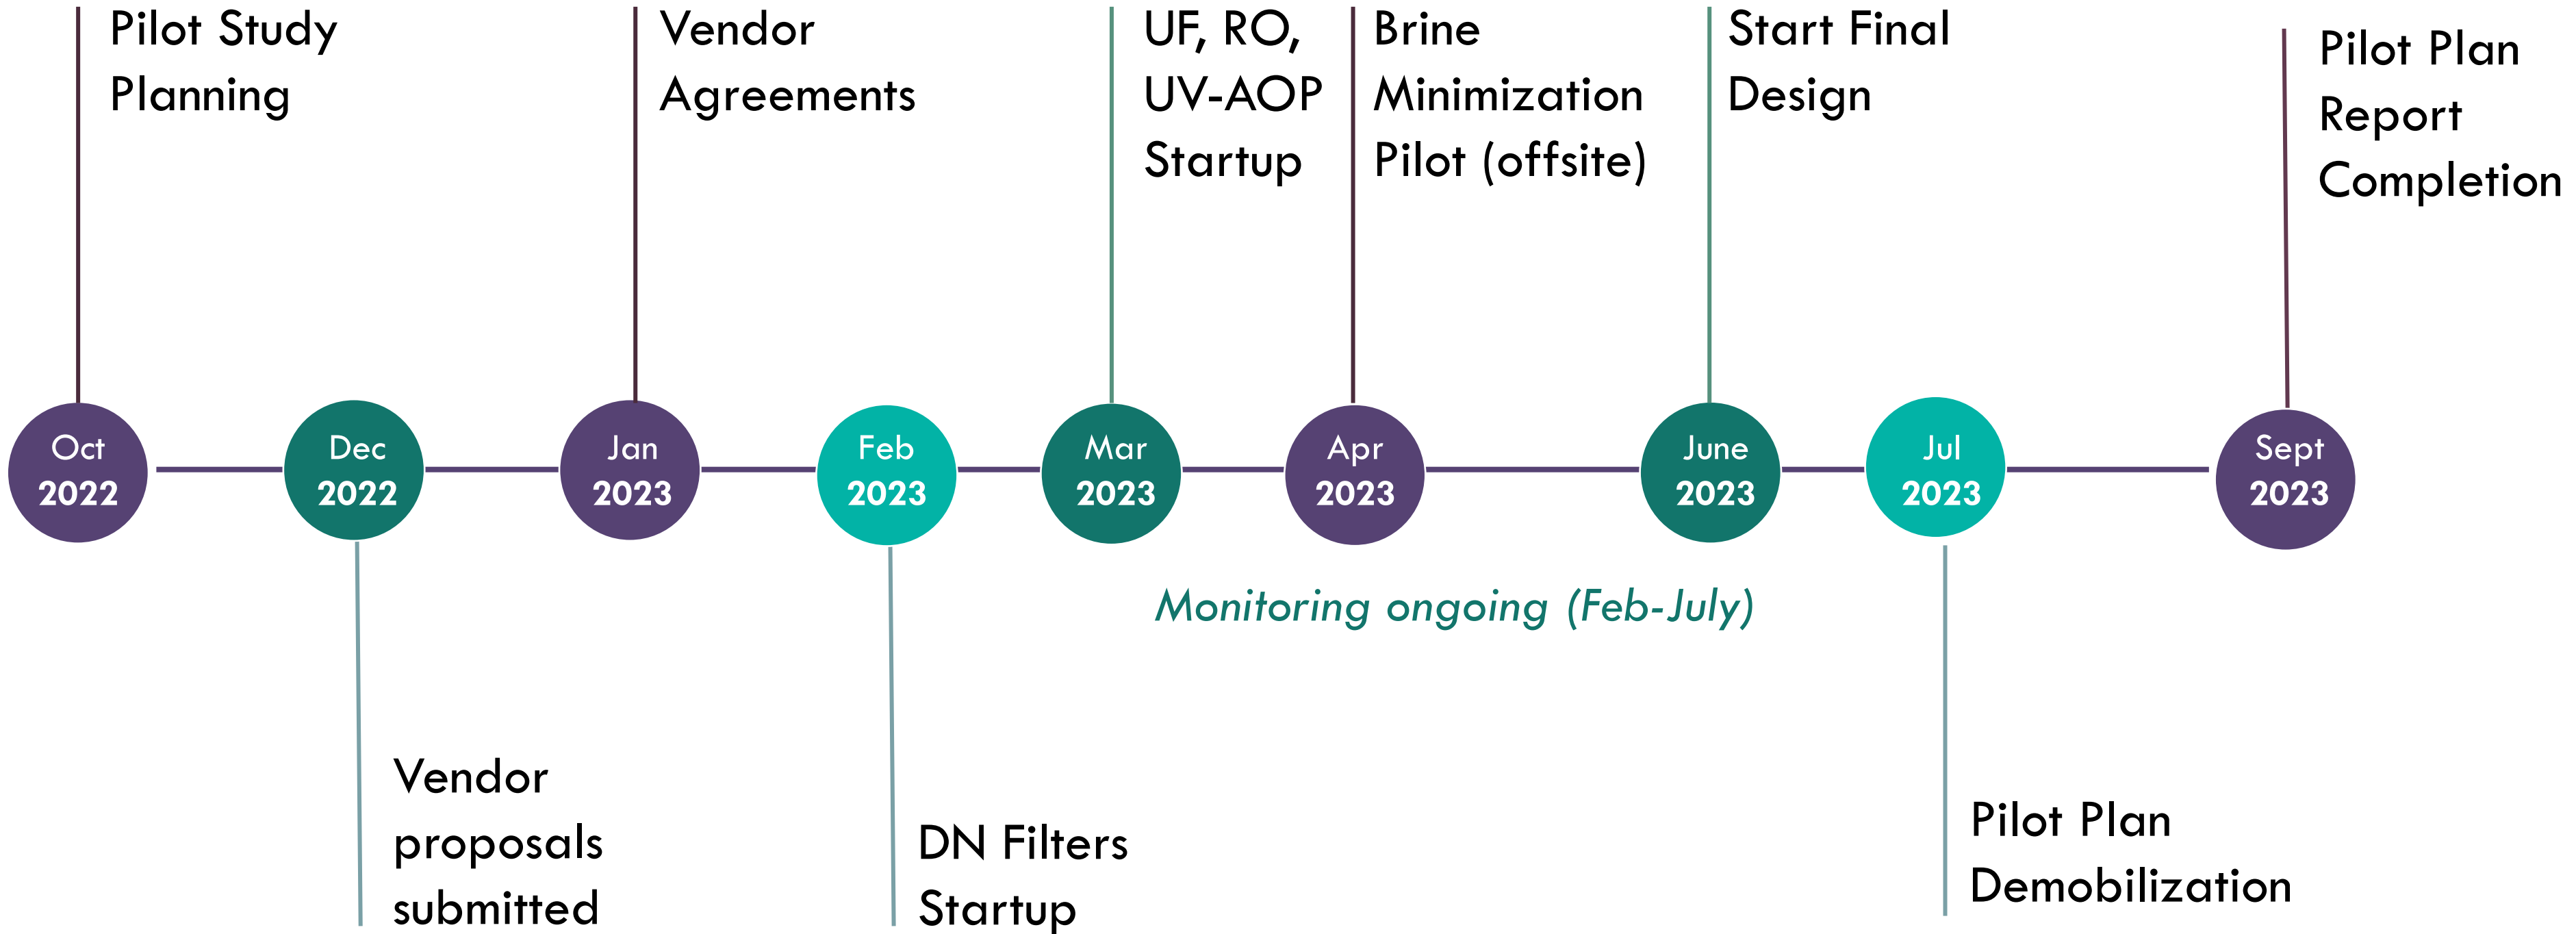 Pilot Study
Planning
Vendor
Agreements
UF, RO,
UV-AOP
Startup
Brine
Minimization
Pilot (offsite)
Start Final
Design
Pilot Plan
Report
Completion
Oct
2022
Dec
2022
Jan
2023
Feb
2023
Mar
2023
Apr
2023
June
2023
Jul
2023
Sept
2023
Monitoring ongoing (Feb-July)
Vendor
proposals
submitted
DN Filters
Startup
Pilot Plan
Demobilization